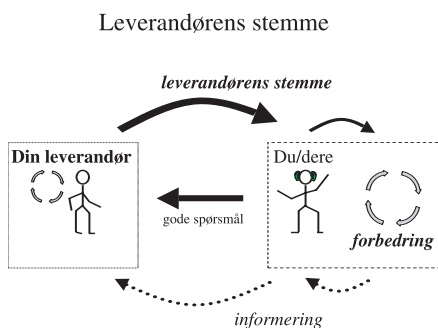 Leverandørens stemme
leverandørens stemme
Din leverandør
Du/dere
gode spørsmål
forbedring
informering